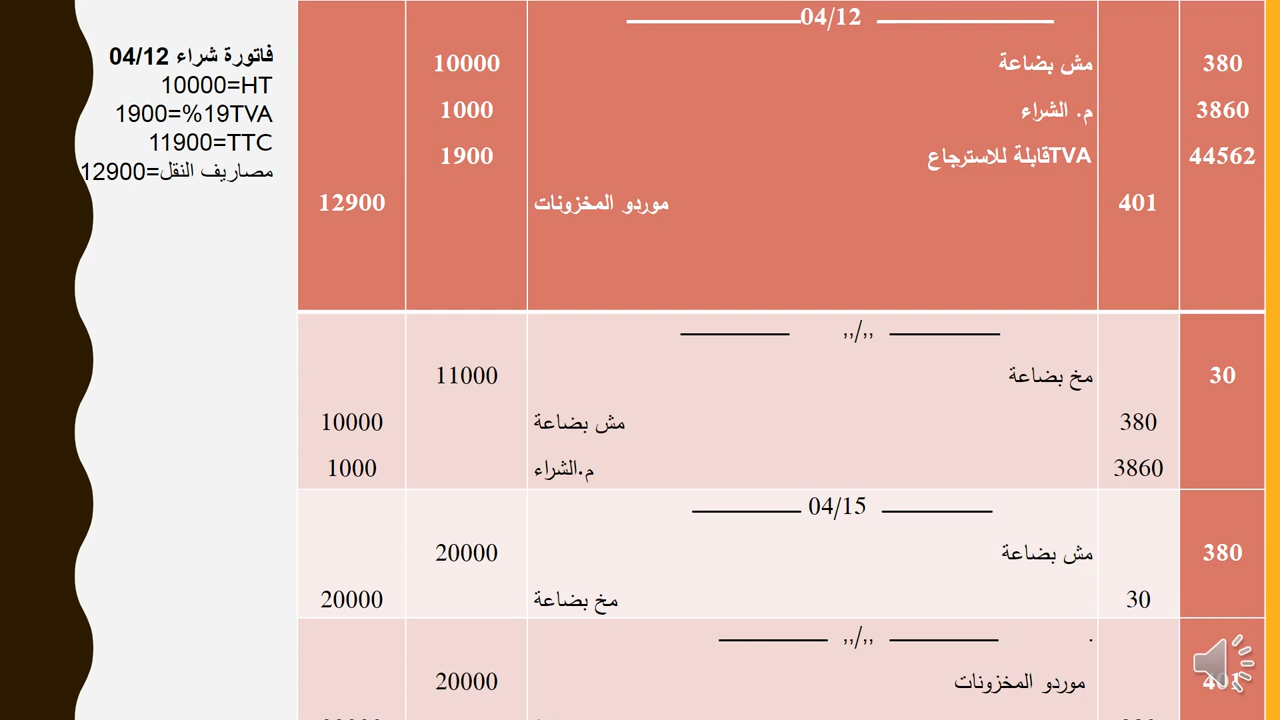 فاتورة شراء 04/12
10000=HT
1900=%19TVA
11900=TTC
مصاريف النقل=12900
04/12
380 مش بضاعة 10000
3860 م. الشراء 1000
44562 TVAقابلة للاسترجاع 1900
401 موردو المخزونات 12900
,,/,,
30 مخ بضاعة 11000
380 مش بضاعة 10000
3860 م.الشراء 1000
04/15
380 مش بضاعة 20000
30 مخ بضاعة 20000
. ,,/,,
401 موردو المخزونات 20000